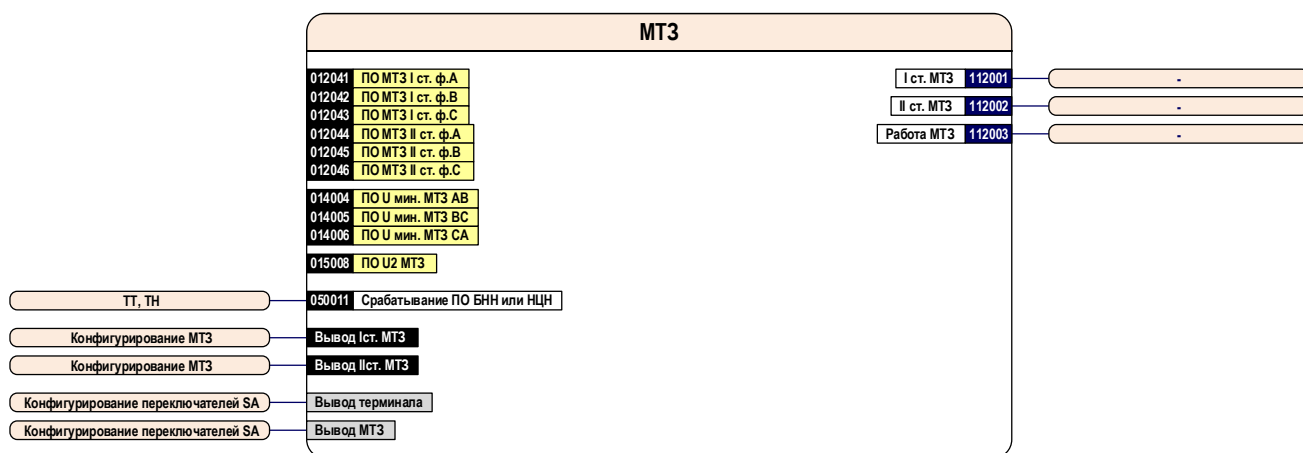 МТЗ
012041 ПО МТЗ I ст. ф.А
012042 ПО МТЗ I ст. ф.В
012043 ПО МТЗ I ст. ф.С
012044 ПО МТЗ II ст. ф.А
012045 ПО МТЗ II ст. ф.В
012046 ПО МТЗ II ст. ф.С
014004 ПО U мин. МТЗ АВ
014005 ПО U мин. МТЗ ВС
014006 ПО U мин. МТЗ СА
015008 ПО U2 МТЗ
ТТ, ТН 050011 Срабатывание ПО БНН или НЦН
Конфигурирование МТЗ Вывод Iст. МТЗ
Конфигурирование МТЗ Вывод IIст. МТЗ
Конфигурирование переключателей SA Вывод терминала
Конфигурирование переключателей SA Вывод МТЗ
I ст. МТЗ 112001 -
II ст. МТЗ 112002 -
Работа МТЗ 112003 -